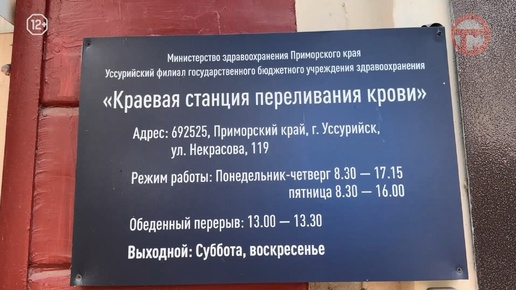 12+
ТМ
Министерство здравоохранения Приморского края
Уссурийский филиал государственного бюджетного учреждения здравоохранения
«Краевая станция переливания крови»
Адрес: 692525, Приморский край, г. Уссурийск,
ул. Некрасова, 119
Режим работы: Понедельник-четверг 8.30 — 17.15
пятница 8.30 — 16.00
Обеденный перерыв: 13.00 — 13.30
Выходной: Суббота, воскресенье